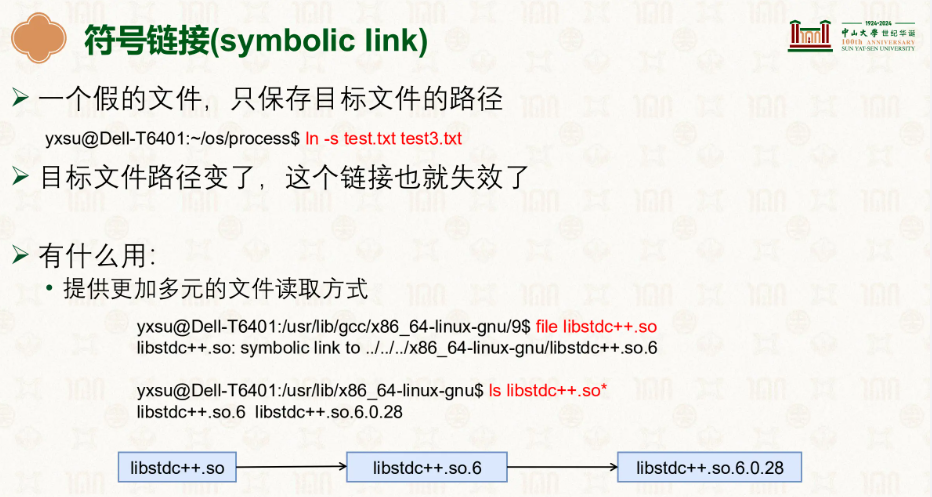 符号链接(symbolic link)
1924-2024
中山大学 世纪华诞
100th ANNIVERSARY
SUN YAT-SEN UNIVERSITY
一个假的文件，只保存目标文件的路径
yxsu@Dell-T6401:~/os/process$ ln -s test.txt test3.txt
目标文件路径变了，这个链接也就失效了
有什么用:
• 提供更加多元的文件读取方式
yxsu@Dell-T6401:/usr/lib/gcc/x86_64-linux-gnu/9$ file libstdc++.so
libstdc++.so: symbolic link to ../../../x86_64-linux-gnu/libstdc++.so.6
yxsu@Dell-T6401:/usr/lib/x86_64-linux-gnu$ ls libstdc++.so*
libstdc++.so.6 libstdc++.so.6.0.28
libstdc++.so libstdc++.so.6 libstdc++.so.6.0.28